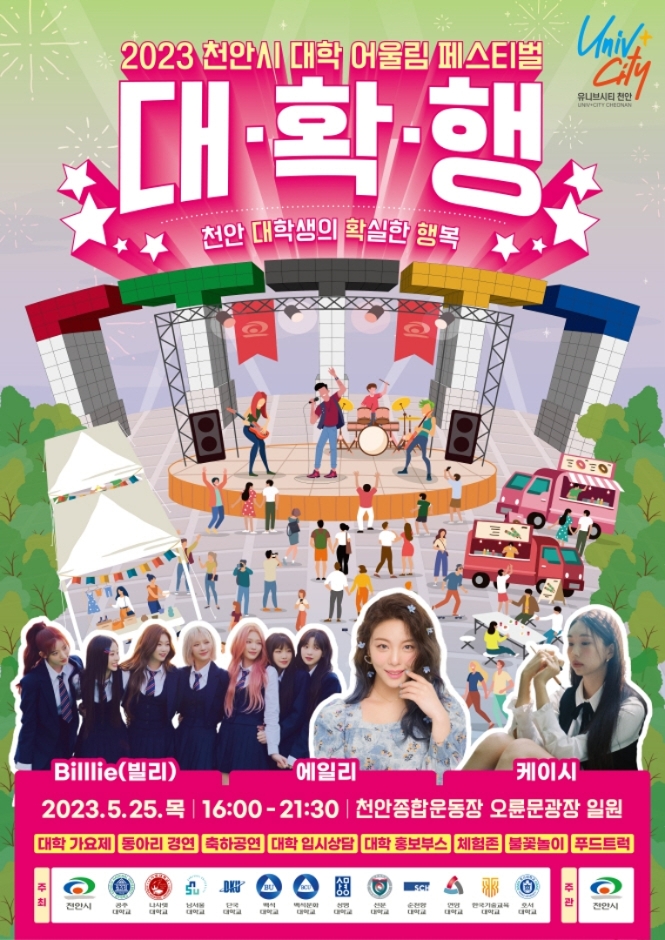 Univ+
City
유니브시티 천안
UNIV+CITY CHEONAN
2023 천안시 대학 어울림 페스티벌
대·확·행
천안 대학생의 확실한 행복
Billlie(빌리)
에일리
케이시
2023.5.25.목 | 16:00 - 21:30 | 천안종합운동장 오륜문광장 일원
대학 가요제 동아리 경연 축하공연 대학 입시상담 대학 홍보부스 체험존 불꽃놀이 푸드트럭
주최 천안시 공주대학교 나사렛대학교 남서울대학교 단국대학교 백석대학교 백석문화대학교 상명대학교 선문대학교 순천향대학교 연암대학교 한국기술교육대학교 호서대학교 주관 천안시